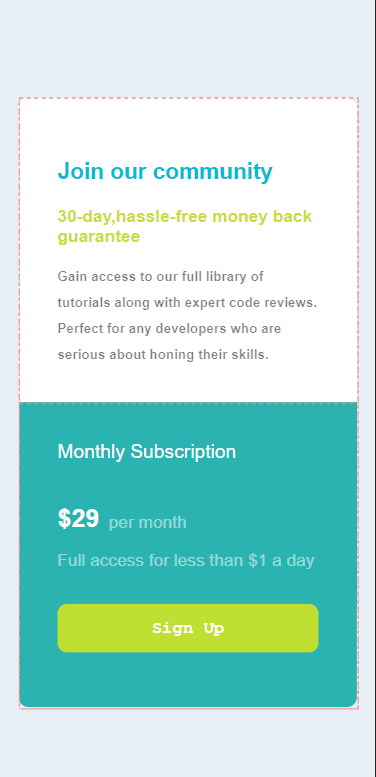 Join our community
30-day,hassle-free money back
guarantee
Gain access to our full library of
tutorials along with expert code reviews.
Perfect for any developers who are
serious about honing their skills.
Monthly Subscription
$29 per month
Full access for less than $1 a day
Sign Up